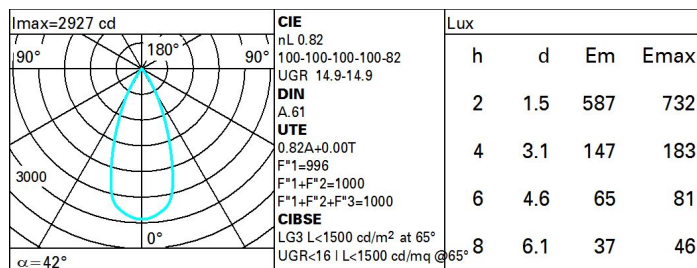 Imax=2927 cd
90° 180° 90°
3000
0°
α=42°
CIE
nL 0.82
100-100-100-100-82
UGR 14.9-14.9
DIN
A.61
UTE
0.82A+0.00T
F"1=996
F"1+F"2=1000
F"1+F"2+F"3=1000
CIBSE
LG3 L<1500 cd/m² at 65°
UGR<16 | L<1500 cd/mq @65°
Lux
h d Em Emax
2 1.5 587 732
4 3.1 147 183
6 4.6 65 81
8 6.1 37 46